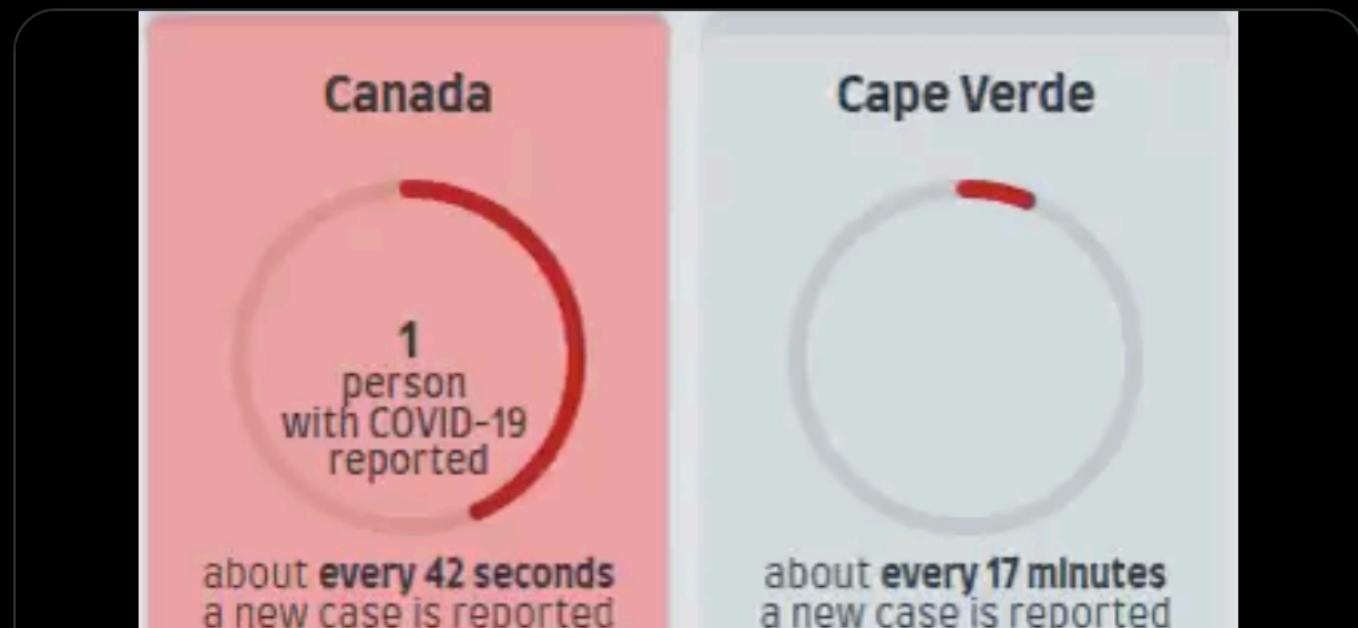 Canada
1
person
with COVID-19
reported
about every 42 seconds
a new case is reported
Cape Verde
about every 17 minutes
a new case is reported